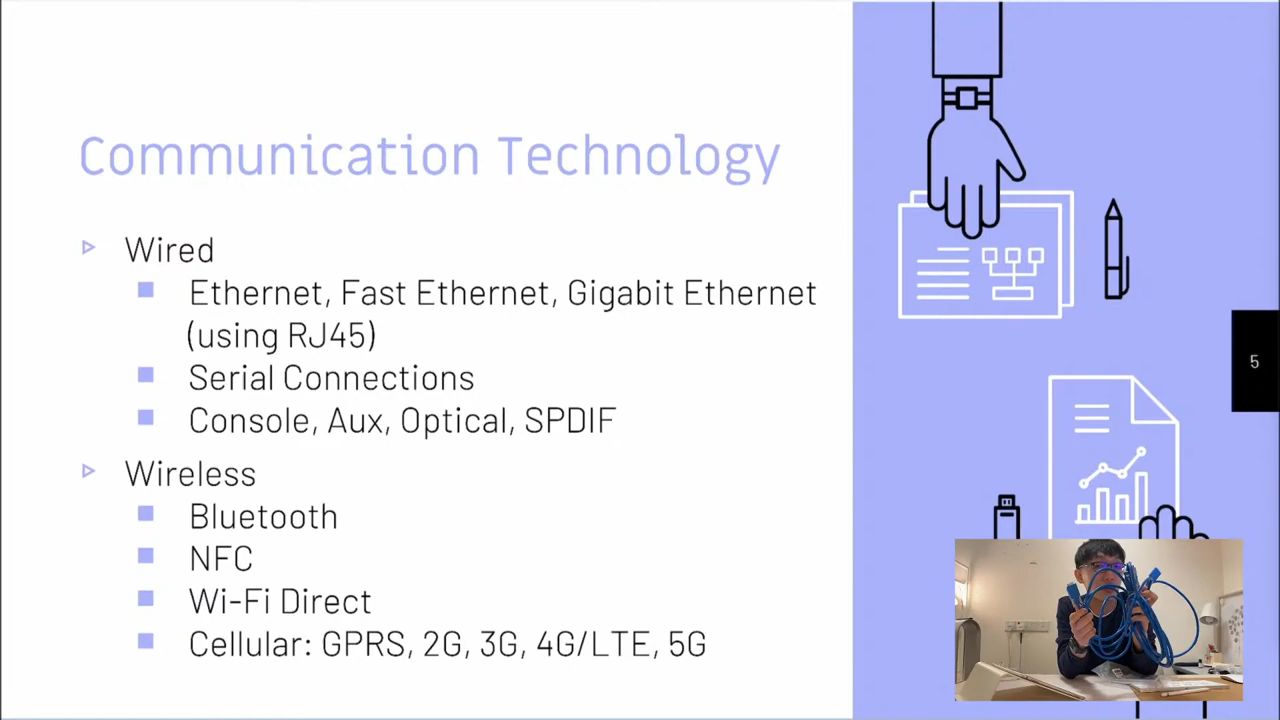 Communication Technology
Wired
Ethernet, Fast Ethernet, Gigabit Ethernet
(using RJ45)
Serial Connections
Console, Aux, Optical, SPDIF
Wireless
Bluetooth
NFC
Wi-Fi Direct
Cellular: GPRS, 2G, 3G, 4G/LTE, 5G
5